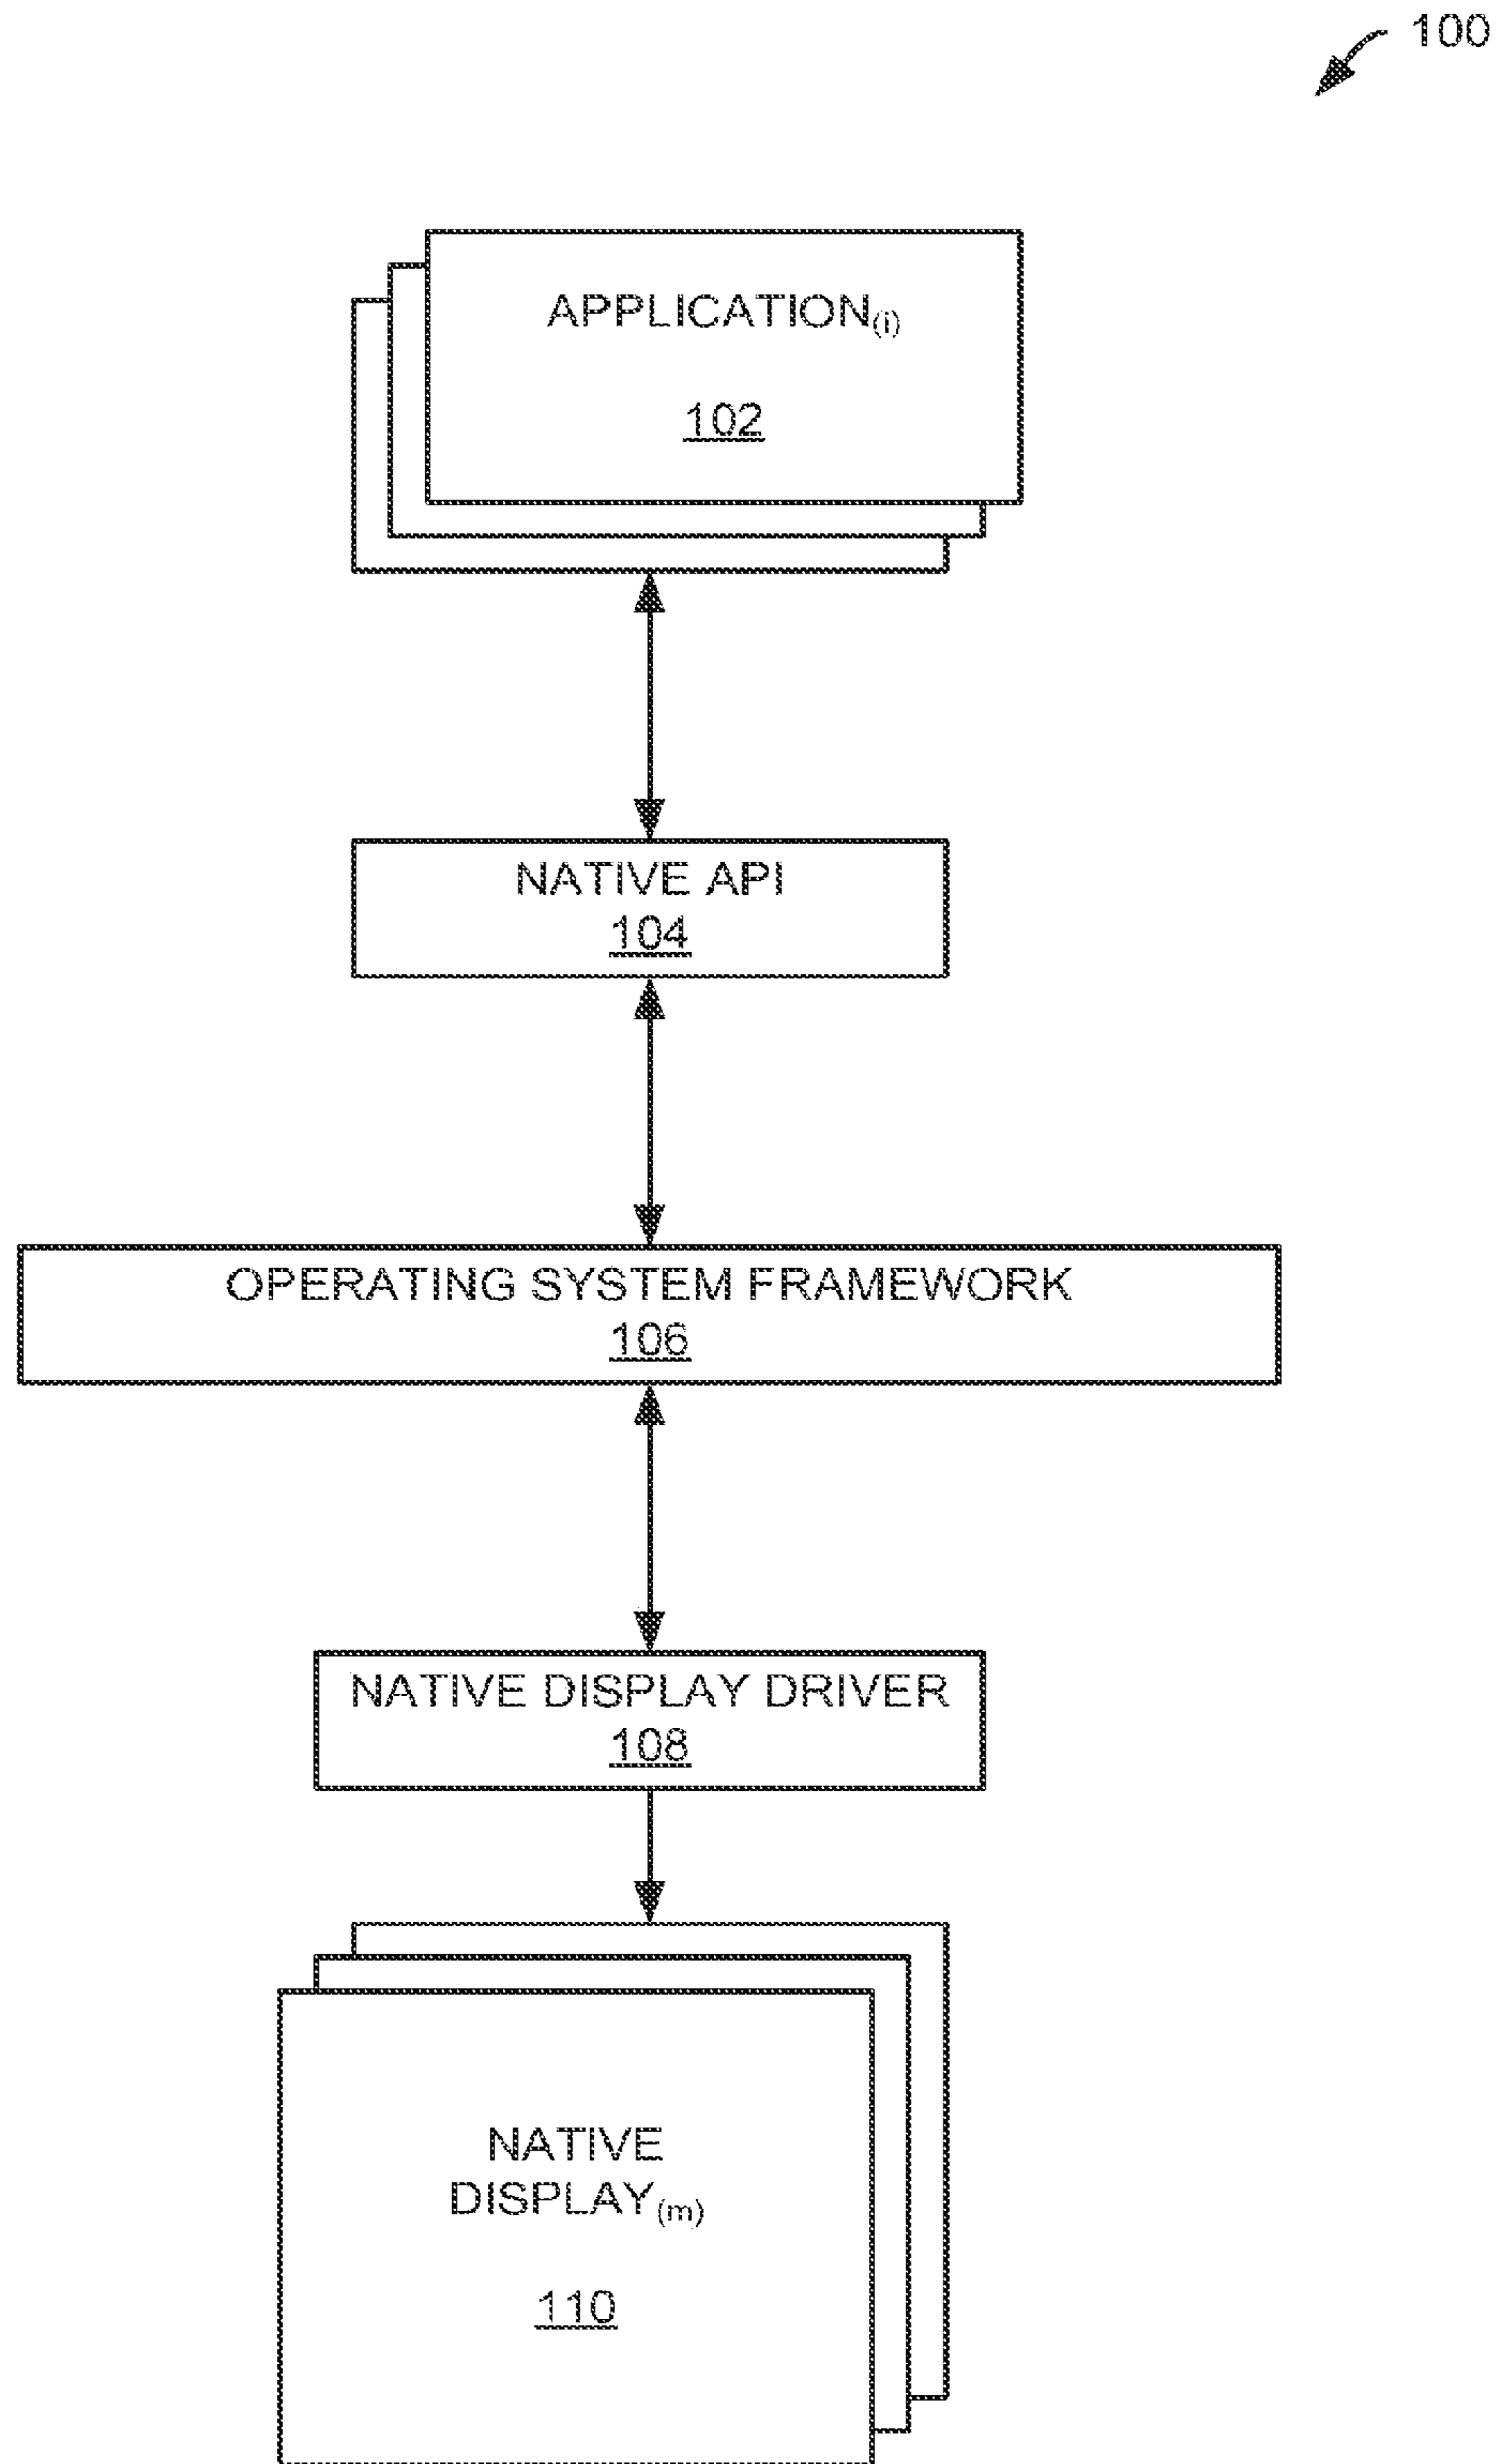 100
APPLICATION(i)
102
NATIVE API
104
OPERATING SYSTEM FRAMEWORK
106
NATIVE DISPLAY DRIVER
108
NATIVE
DISPLAY(m)
110